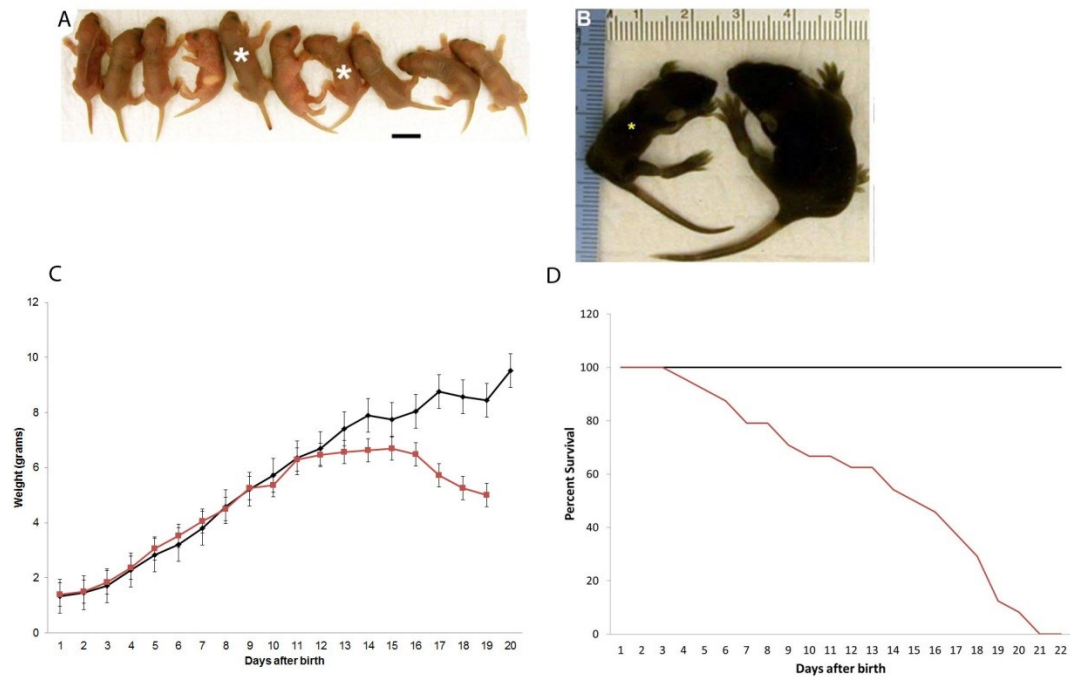 A
*
*
B
1 2 3 4 5
*
C
12
10
8
6
4
2
0
Weight (grams)
1 2 3 4 5 6 7 8 9 10 11 12 13 14 15 16 17 18 19 20
Days after birth
D
120
100
80
60
40
20
0
Percent Survival
1 2 3 4 5 6 7 8 9 10 11 12 13 14 15 16 17 18 19 20 21 22
Days after birth